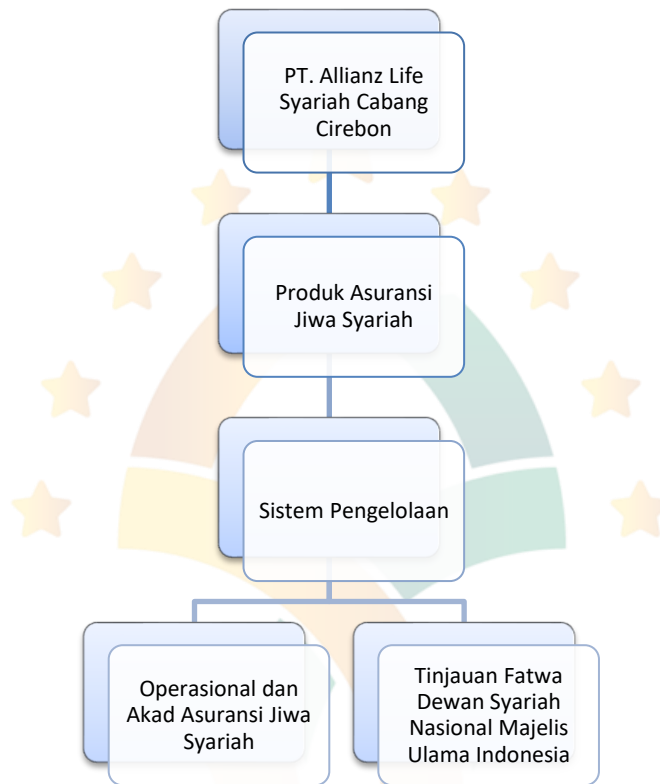 PT. Allianz Life
Syariah Cabang
Cirebon
Produk Asuransi
Jiwa Syariah
Sistem Pengelolaan
Operasional dan
Akad Asuransi Jiwa
Syariah
Tinjauan Fatwa
Dewan Syariah
Nasional Majelis
Ulama Indonesia